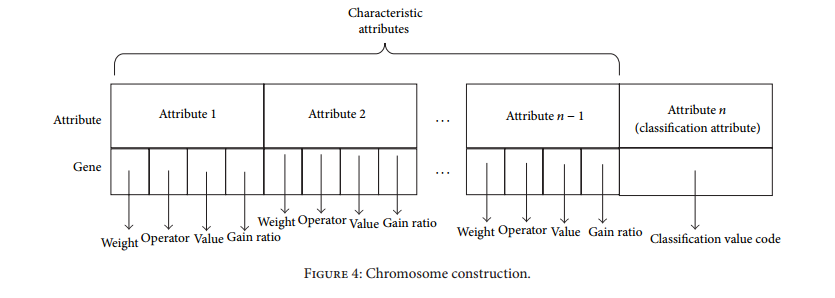 Characteristic
attributes
Attribute
Attribute 1
Attribute 2
...
Attribute n − 1
Attribute n
(classification attribute)
Gene
...
Weight Operator Value Gain ratio
Weight Operator Value Gain ratio
Weight Operator Value Gain ratio
Classification value code
FIGURE 4: Chromosome construction.